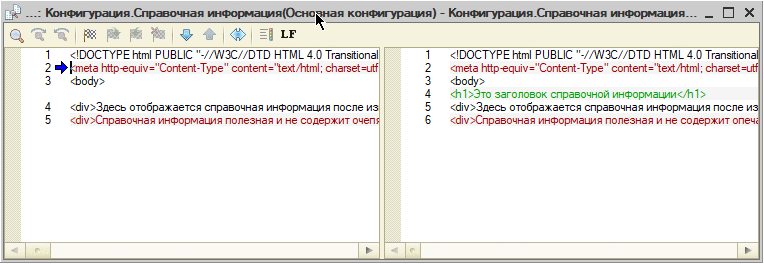 ...: Конфигурация.Справочная информация(Основная конфигурация) - Конфигурация.Справочная информация...
LF
1 <!DOCTYPE html PUBLIC "-//W3C//DTD HTML 4.0 Transitional
2 <meta http-equiv="Content-Type" content="text/html; charset=utf
3 <body>
4 <div>Здесь отображается справочная информация после из
5 <div>Справочная информация полезная и не содержит очепя
1 <!DOCTYPE html PUBLIC "-//W3C//DTD HTML 4.0 Transitional
2 <meta http-equiv="Content-Type" content="text/html; charset=utf
3 <body>
4 <h1>Это заголовок справочной информации</h1>
5 <div>Здесь отображается справочная информация после из
6 <div>Справочная информация полезная и не содержит опеча